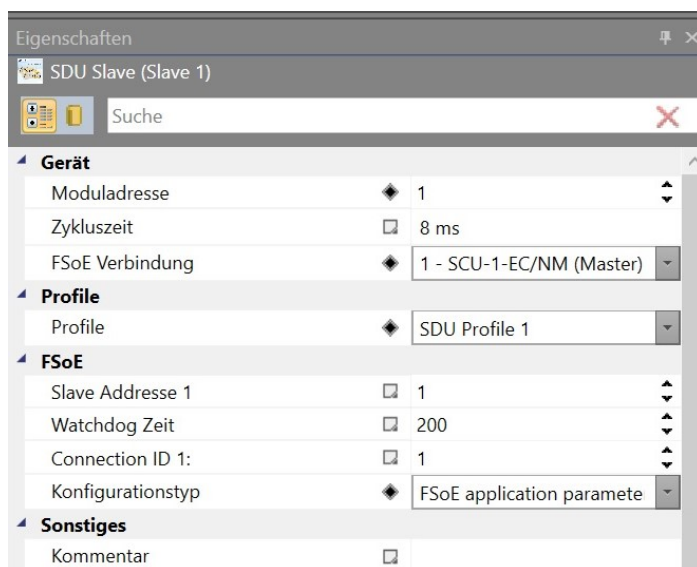 Eigenschaften
SDU Slave (Slave 1)
Suche
Gerät
Moduladresse 1
Zykluszeit 8 ms
FSoE Verbindung 1 - SCU-1-EC/NM (Master)
Profile
Profile SDU Profile 1
FSoE
Slave Addresse 1 1
Watchdog Zeit 200
Connection ID 1: 1
Konfigurationstyp FSoE application paramete
Sonstiges
Kommentar